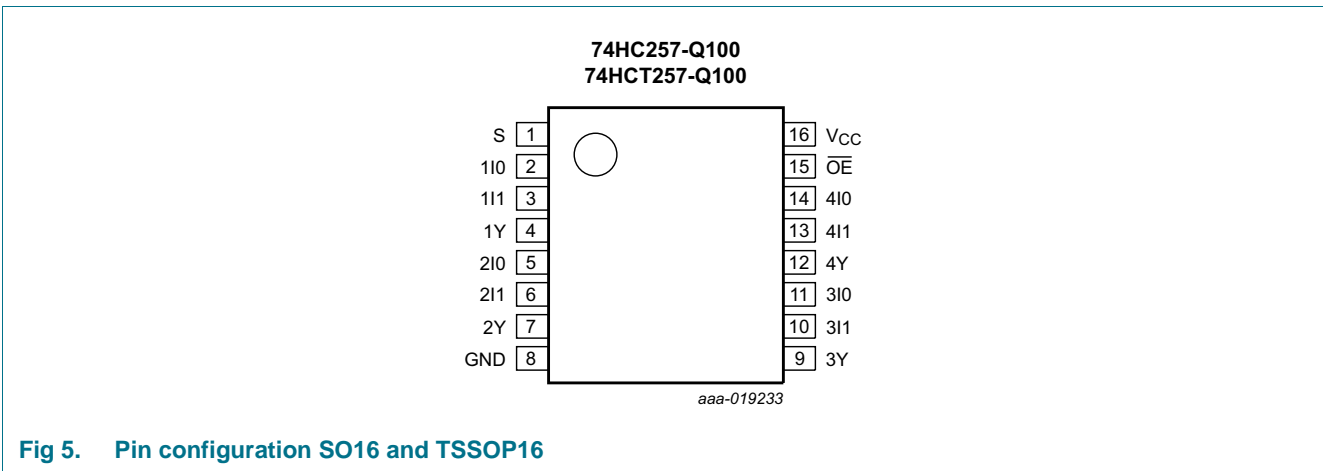 74HC257-Q100
74HCT257-Q100
S 1
1I0 2
1I1 3
1Y 4
2I0 5
2I1 6
2Y 7
GND 8
16 VCC
15 O̅E̅
14 4I0
13 4I1
12 4Y
11 3I0
10 3I1
9 3Y
aaa-019233
Fig 5. Pin configuration SO16 and TSSOP16